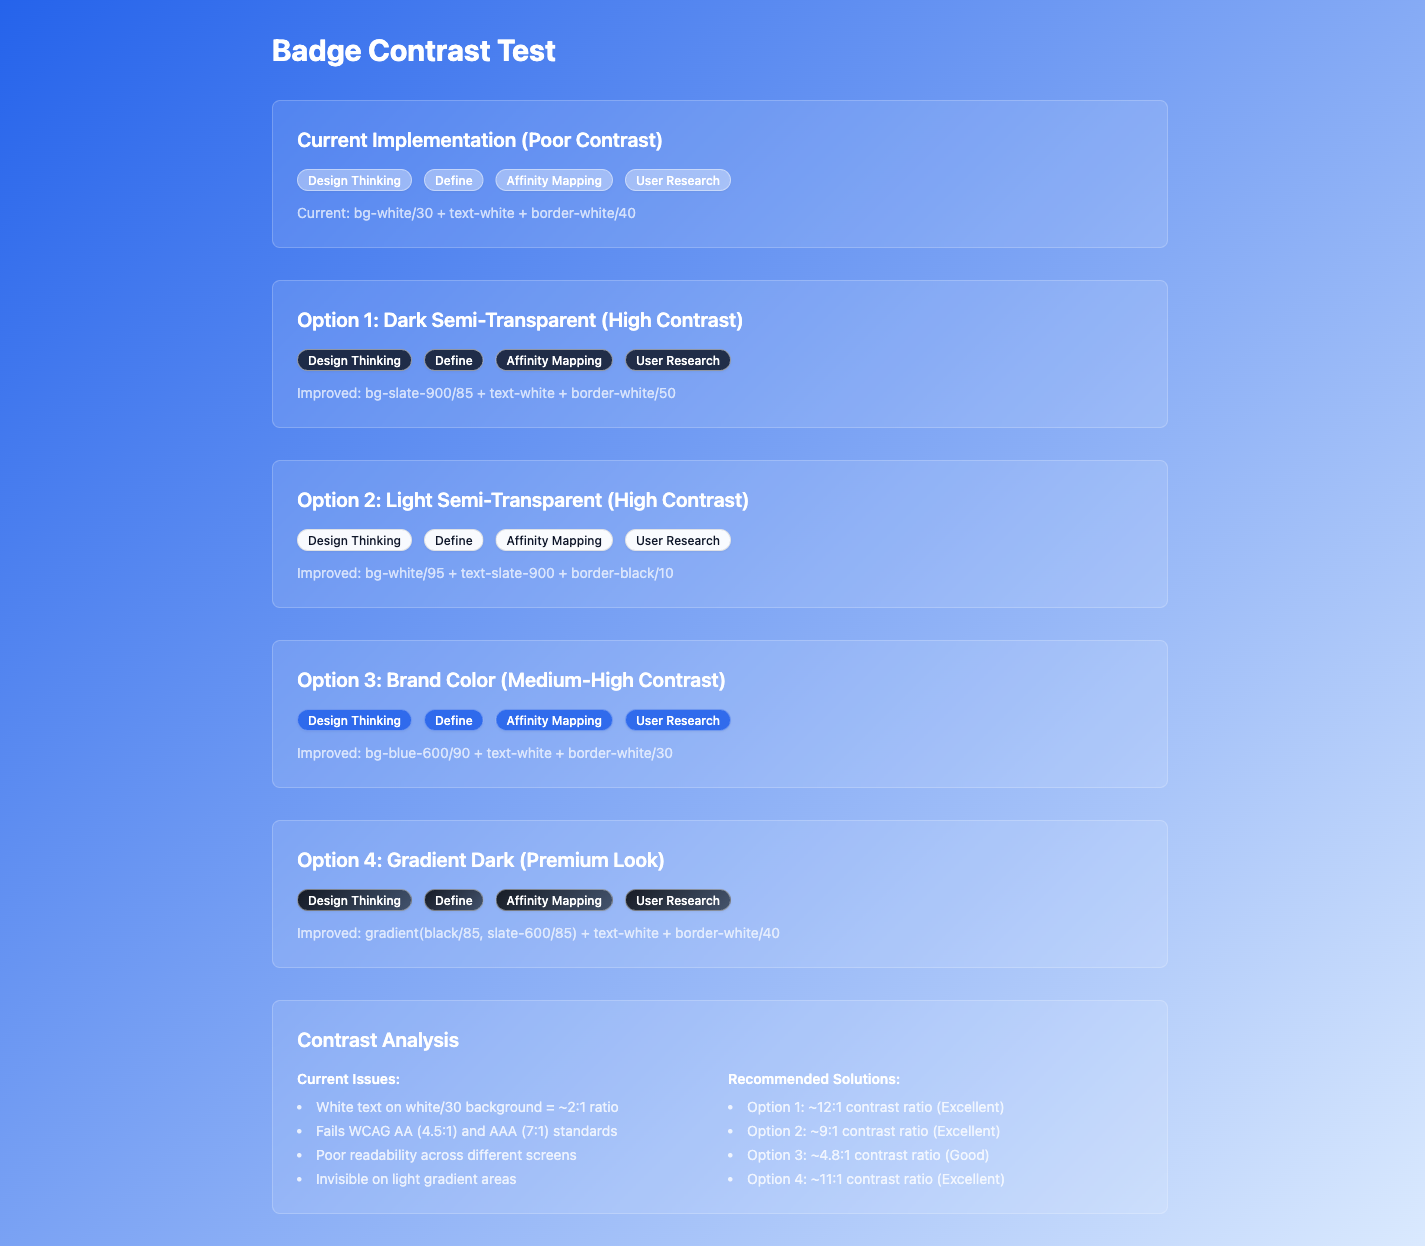 Badge Contrast Test
Current Implementation (Poor Contrast)
Design Thinking Define Affinity Mapping User Research
Current: bg-white/30 + text-white + border-white/40
Option 1: Dark Semi-Transparent (High Contrast)
Design Thinking Define Affinity Mapping User Research
Improved: bg-slate-900/85 + text-white + border-white/50
Option 2: Light Semi-Transparent (High Contrast)
Design Thinking Define Affinity Mapping User Research
Improved: bg-white/95 + text-slate-900 + border-black/10
Option 3: Brand Color (Medium-High Contrast)
Design Thinking Define Affinity Mapping User Research
Improved: bg-blue-600/90 + text-white + border-white/30
Option 4: Gradient Dark (Premium Look)
Design Thinking Define Affinity Mapping User Research
Improved: gradient(black/85, slate-600/85) + text-white + border-white/40
Contrast Analysis
Current Issues:
• White text on white/30 background = ~2:1 ratio
• Fails WCAG AA (4.5:1) and AAA (7:1) standards
• Poor readability across different screens
• Invisible on light gradient areas
Recommended Solutions:
• Option 1: ~12:1 contrast ratio (Excellent)
• Option 2: ~9:1 contrast ratio (Excellent)
• Option 3: ~4.8:1 contrast ratio (Good)
• Option 4: ~11:1 contrast ratio (Excellent)